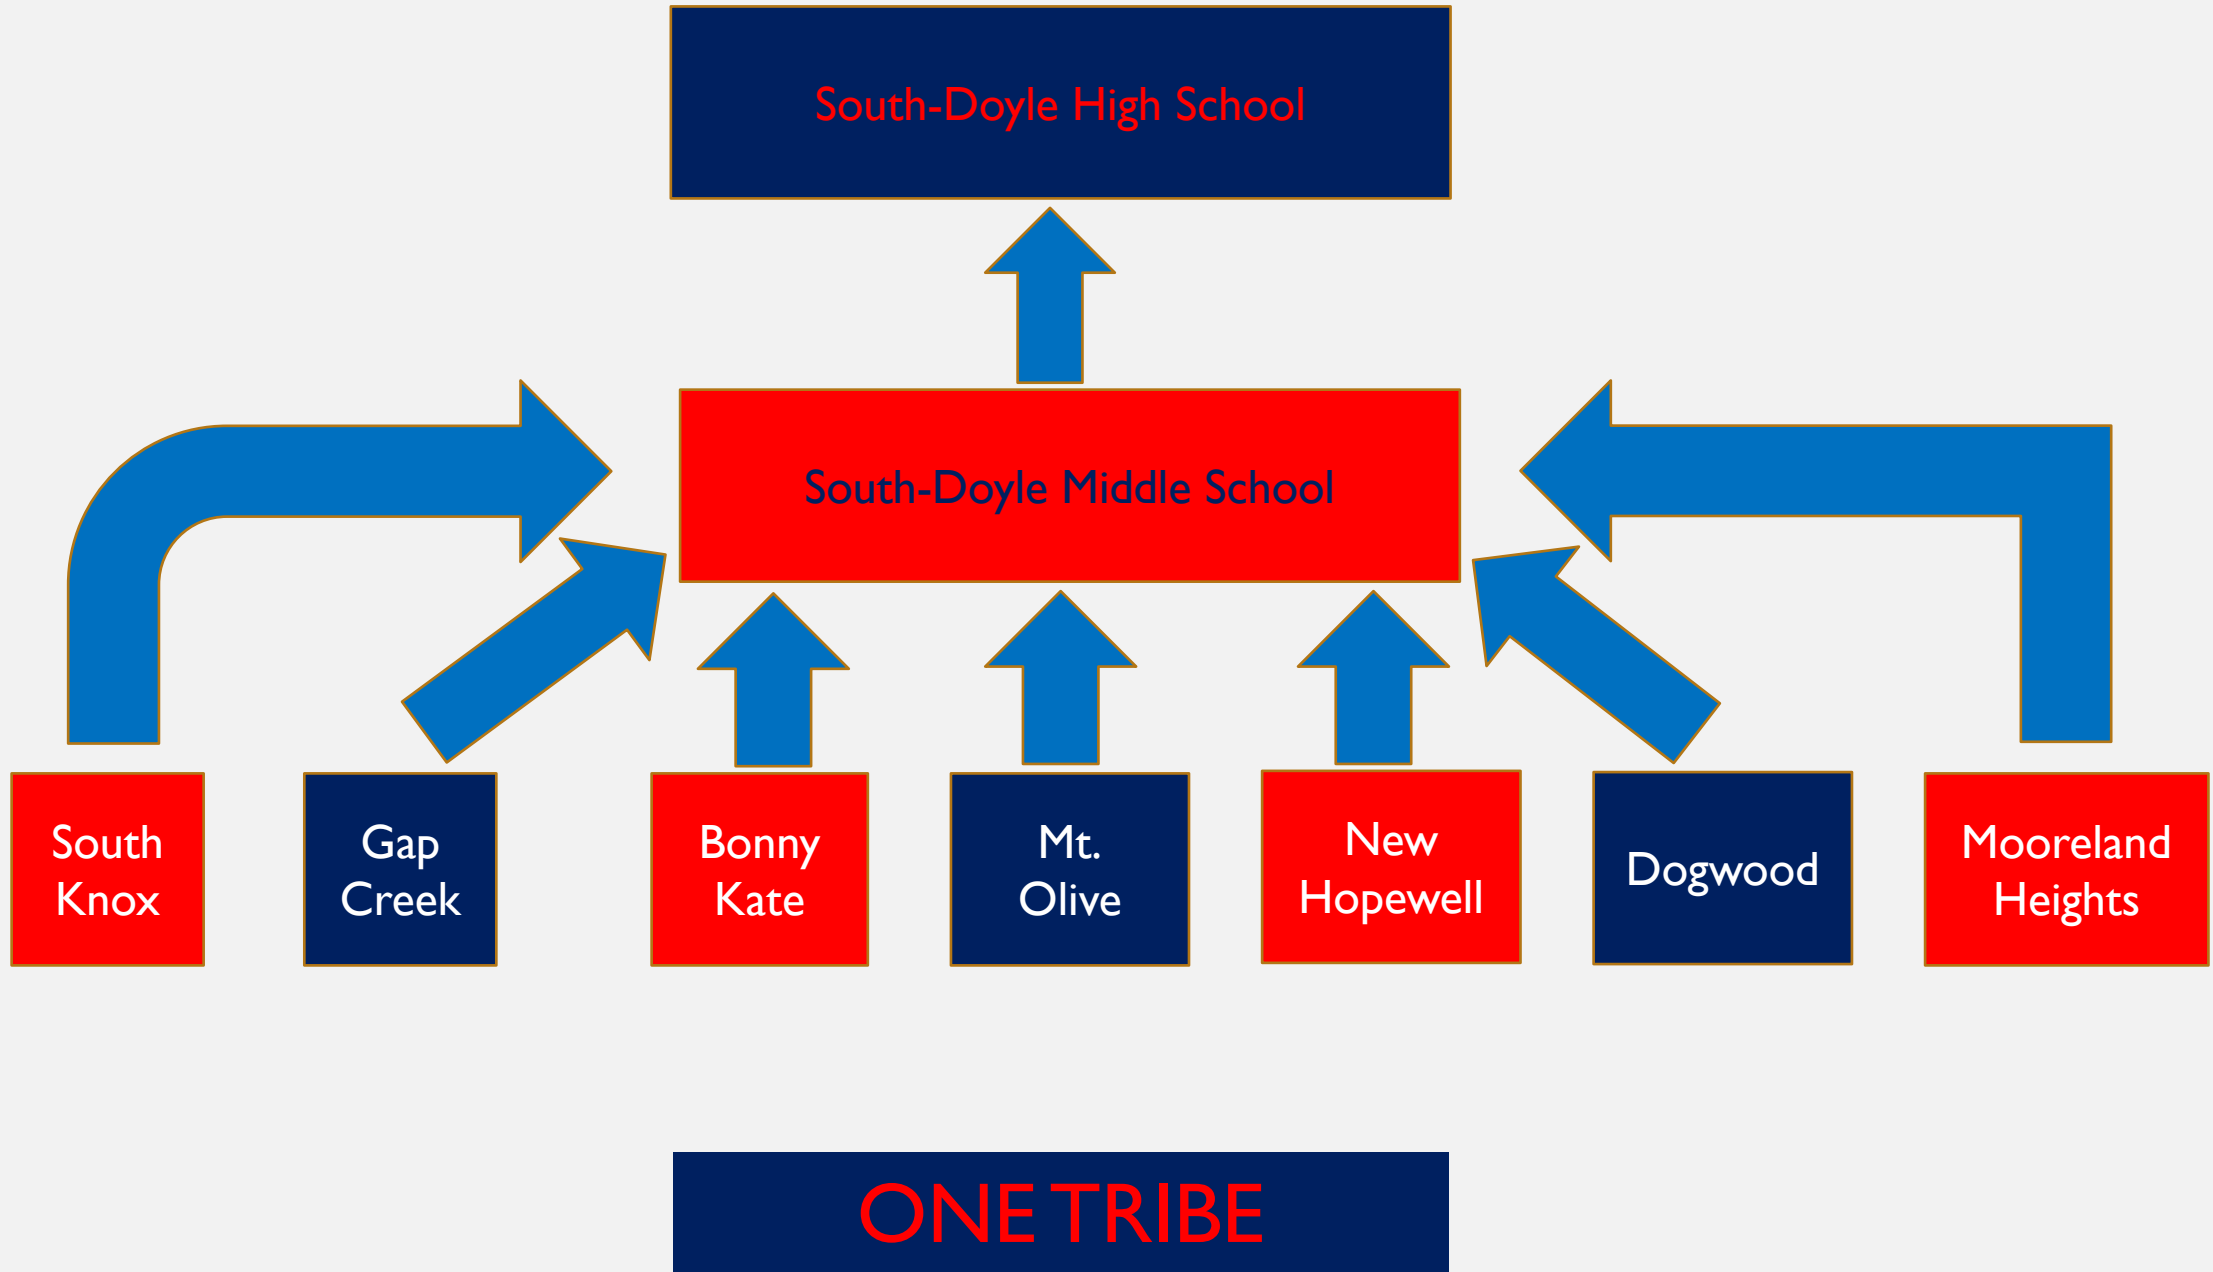 South-Doyle High School
South-Doyle Middle School
South
Knox
Gap
Creek
Bonny
Kate
Mt.
Olive
New
Hopewell
Dogwood
Mooreland
Heights
ONE TRIBE